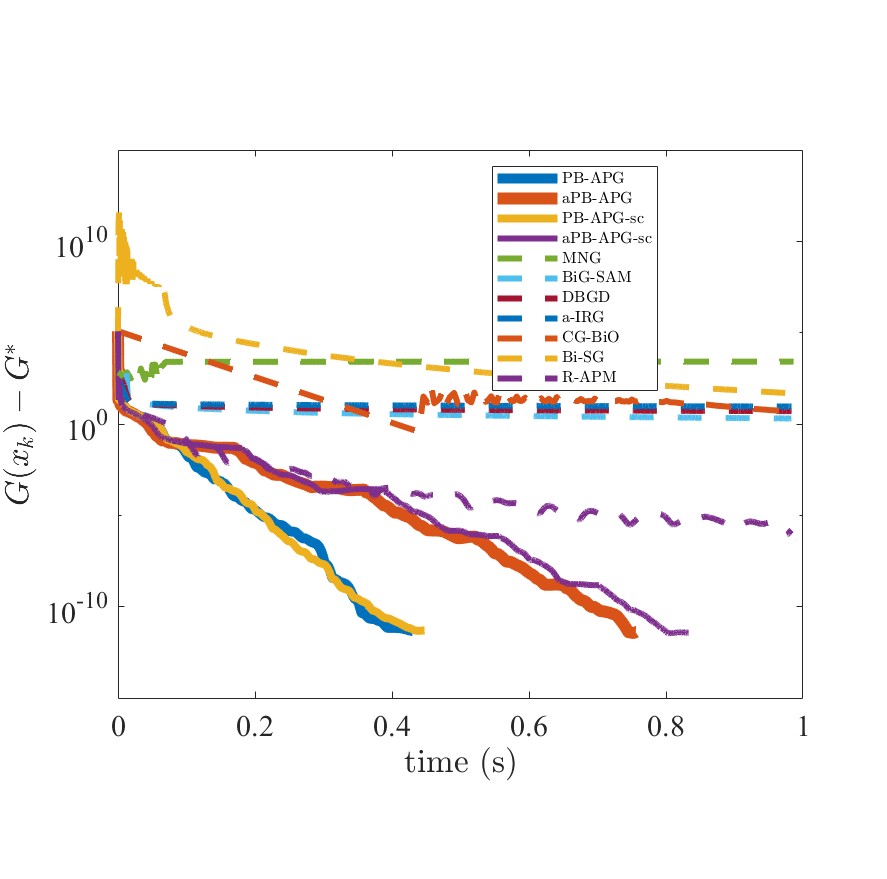 PB-APG
aPB-APG
PB-APG-sc
aPB-APG-sc
MNG
BiG-SAM
DBGD
a-IRG
CG-BiO
Bi-SG
R-APM
10^10
10^0
10^-10
G(x_k) − G*
0 0.2 0.4 0.6 0.8 1
time (s)